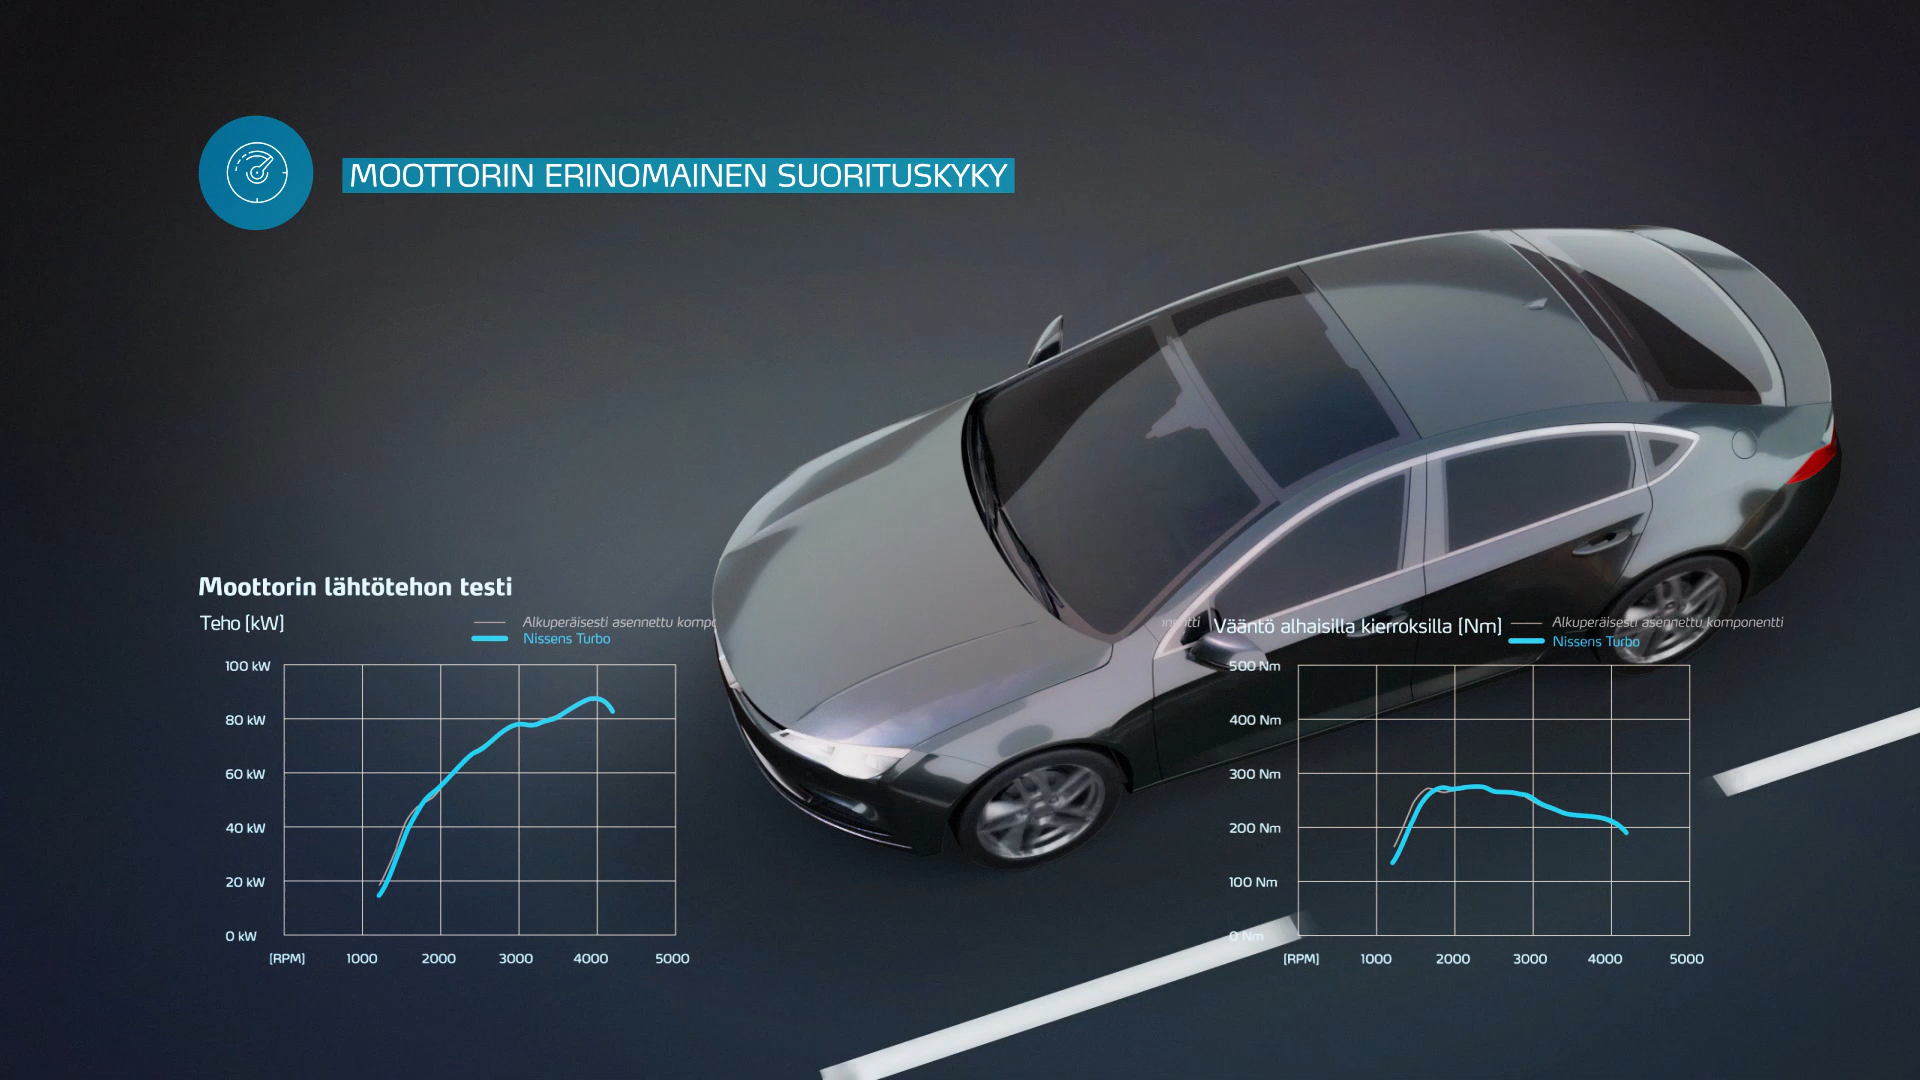 MOOTTORIN ERINOMAINEN SUORITUSKYKY
Moottorin lähtötehon testi
Teho [kW]
Alkuperäisesti asennettu
Nissens Turbo
100 kW
80 kW
60 kW
40 kW
20 kW
0 kW
[RPM] 1000 2000 3000 4000 5000
Vääntö alhaisilla kierroksilla [Nm]
Alkuperäisesti asennettu komponentti
Nissens Turbo
500 Nm
400 Nm
300 Nm
200 Nm
100 Nm
0 Nm
[RPM] 1000 2000 3000 4000 5000